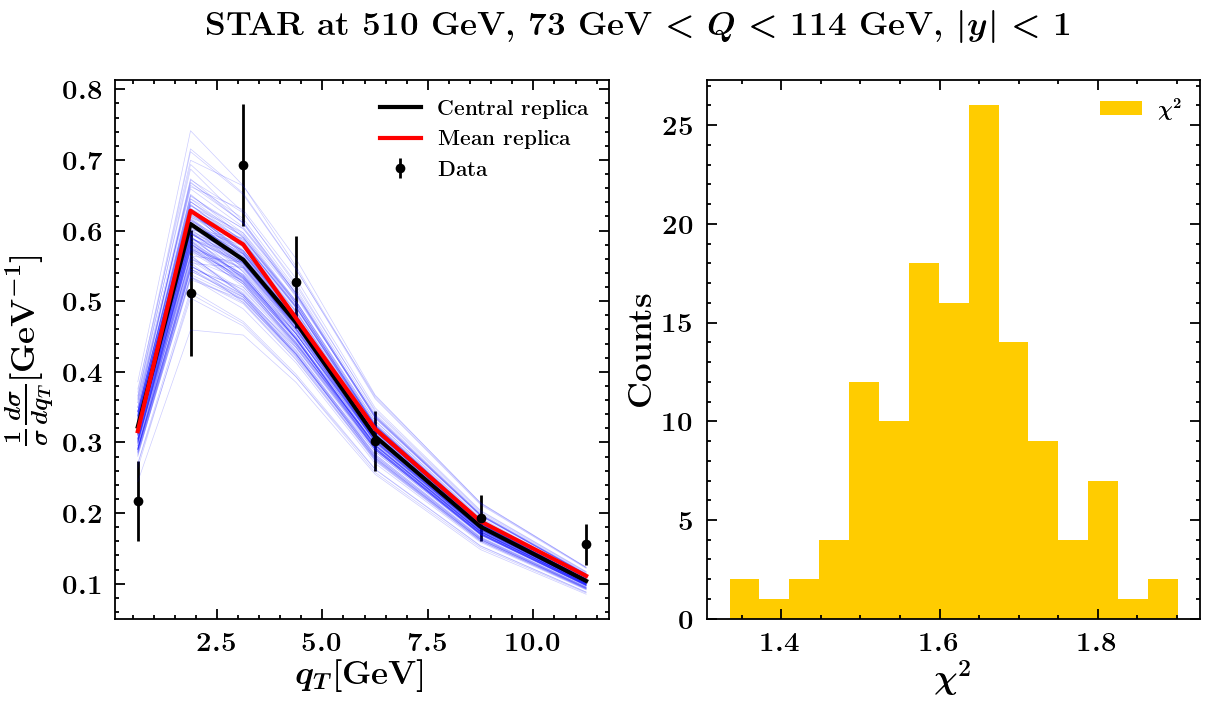 STAR at 510 GeV, 73 GeV < Q < 114 GeV, |y| < 1
1/σ dσ/dq_T [GeV⁻¹]
0.8
0.7
0.6
0.5
0.4
0.3
0.2
0.1
Central replica
Mean replica
Data
2.5 5.0 7.5 10.0
q_T[GeV]
Counts
25
20
15
10
5
0
χ²
1.4 1.6 1.8
χ²